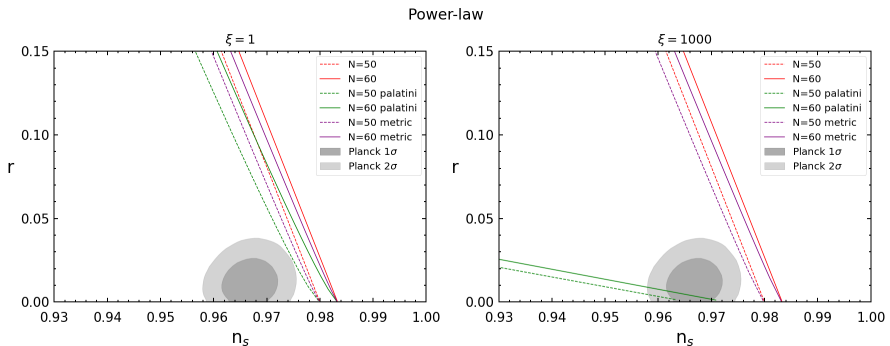 Power-law
ξ = 1
r
0.15
0.10
0.05
0.00
N=50
N=60
N=50 palatini
N=60 palatini
N=50 metric
N=60 metric
Planck 1σ
Planck 2σ
0.93 0.94 0.95 0.96 0.97 0.98 0.99 1.00
nₛ
ξ = 1000
r
0.15
0.10
0.05
0.00
N=50
N=60
N=50 palatini
N=60 palatini
N=50 metric
N=60 metric
Planck 1σ
Planck 2σ
0.93 0.94 0.95 0.96 0.97 0.98 0.99 1.00
nₛ